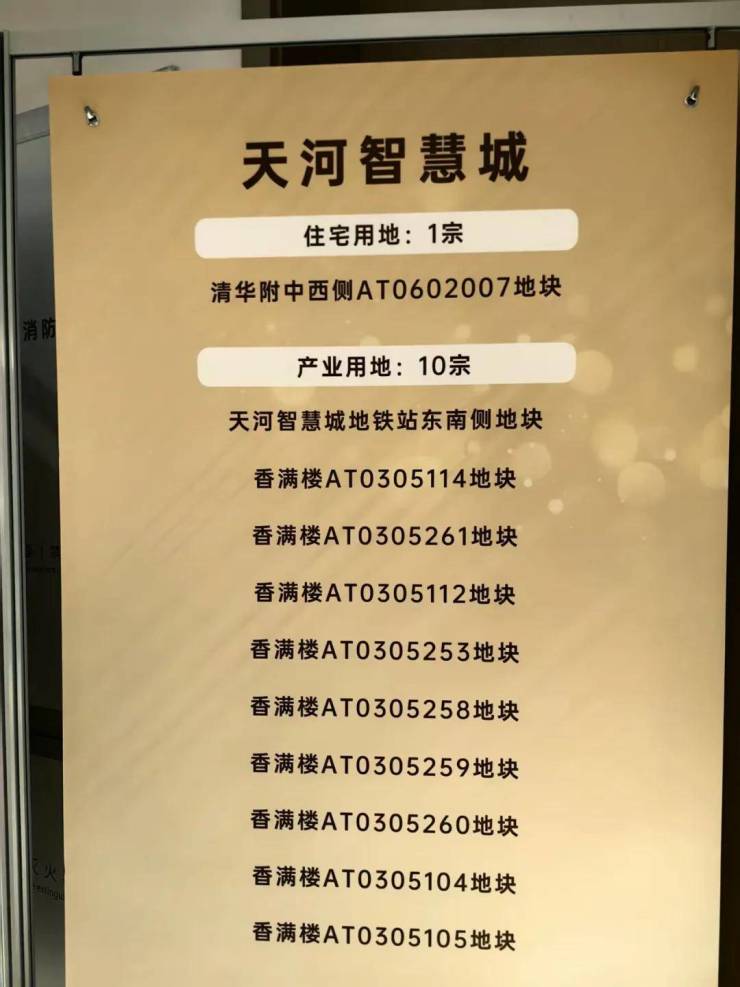 天河智慧城
住宅用地：1宗
清华附中西侧AT0602007地块
产业用地：10宗
天河智慧城地铁站东南侧地块
香满楼AT0305114地块
香满楼AT0305261地块
香满楼AT0305112地块
香满楼AT0305253地块
香满楼AT0305258地块
香满楼AT0305259地块
香满楼AT0305260地块
香满楼AT0305104地块
香满楼AT0305105地块
消防